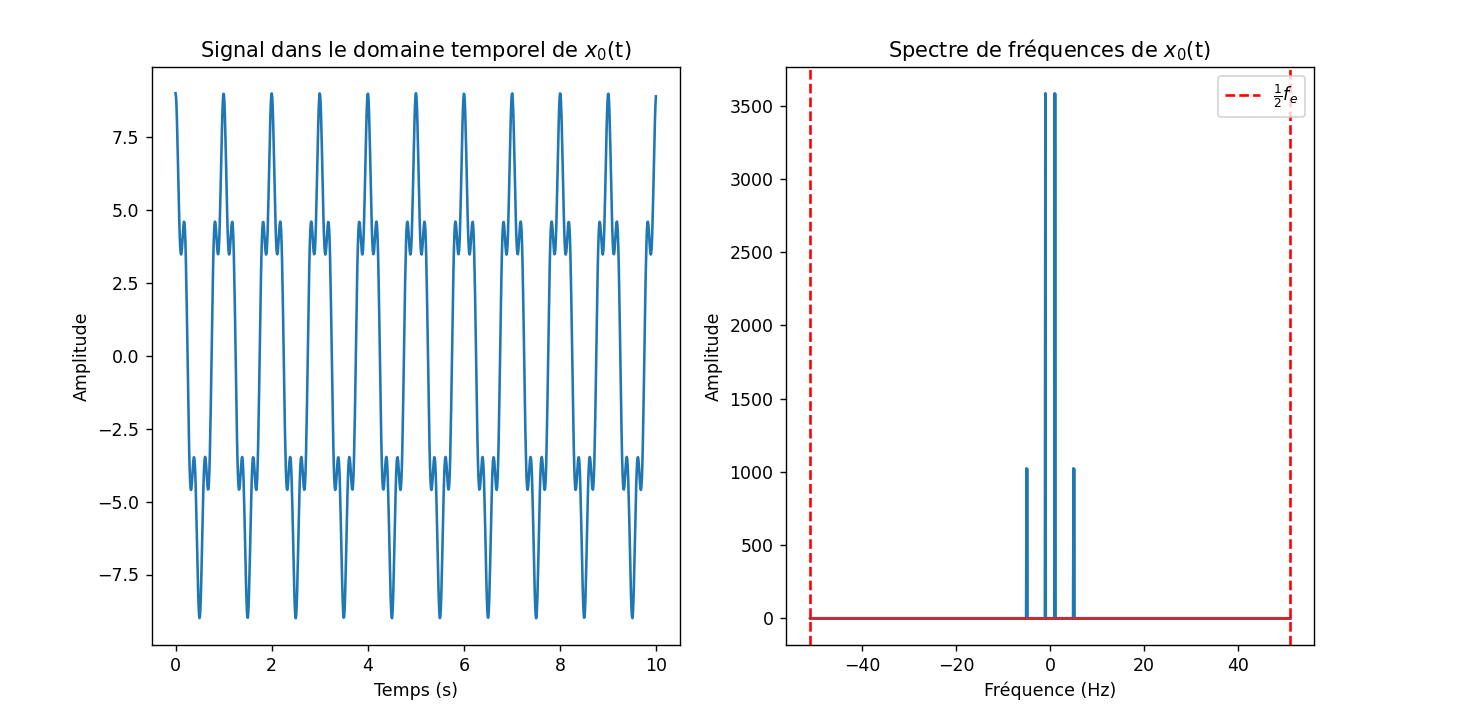 Signal dans le domaine temporel de x₀(t)
7.5
5.0
2.5
0.0
−2.5
−5.0
−7.5
Amplitude
0 2 4 6 8 10
Temps (s)
Spectre de fréquences de x₀(t)
½fₑ
3500
3000
2500
2000
1500
1000
500
0
Amplitude
−40 −20 0 20 40
Fréquence (Hz)